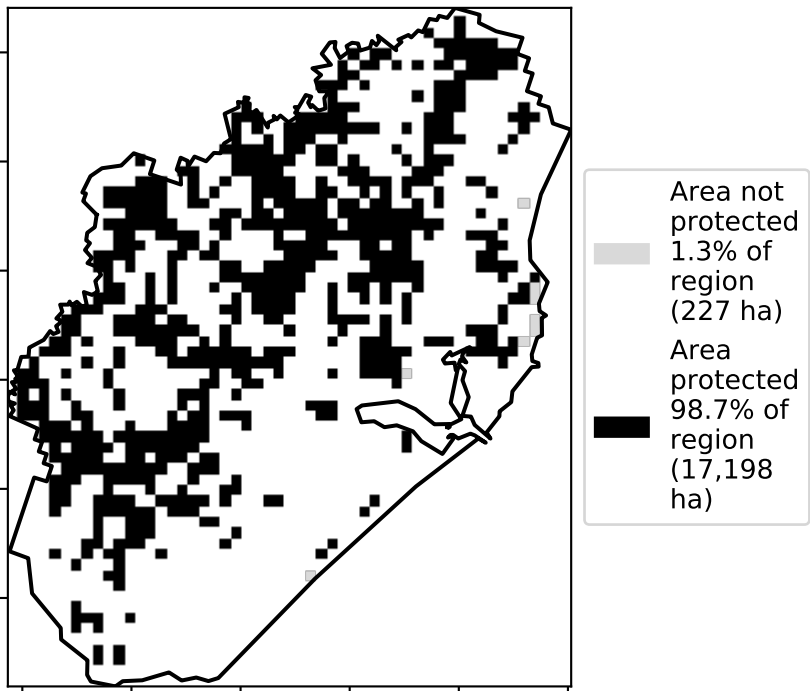 Area not
protected
1.3% of
region
(227 ha)
Area
protected
98.7% of
region
(17,198
ha)